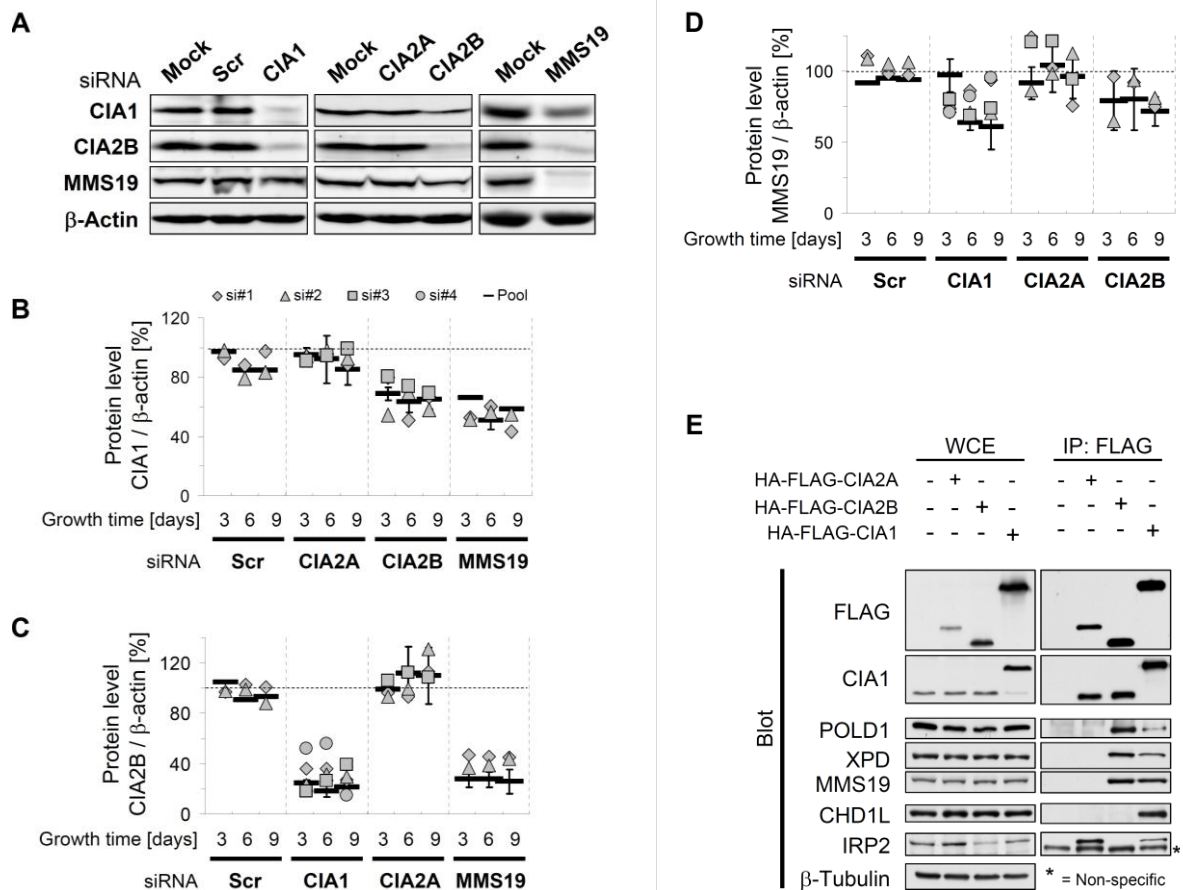 A
siRNA
Mock Scr CIA1 Mock CIA2A CIA2B Mock MMS19
CIA1
CIA2B
MMS19
β-Actin
B
si#1 si#2 si#3 si#4 Pool
Protein level
CIA1 / β-actin [%]
120
80
40
0
Growth time [days] 3 6 9 3 6 9 3 6 9 3 6 9
siRNA Scr CIA2A CIA2B MMS19
C
Protein level
CIA2B / β-actin [%]
120
80
40
0
Growth time [days] 3 6 9 3 6 9 3 6 9 3 6 9
siRNA Scr CIA1 CIA2A MMS19
D
Protein level
MMS19 / β-actin [%]
100
75
50
0
Growth time [days] 3 6 9 3 6 9 3 6 9 3 6 9
siRNA Scr CIA1 CIA2A CIA2B
E
WCE IP: FLAG
HA-FLAG-CIA2A - + - - - + - -
HA-FLAG-CIA2B - - + - - - + -
HA-FLAG-CIA1 - - - + - - - +
Blot
FLAG
CIA1
POLD1
XPD
MMS19
CHD1L
IRP2 *
β-Tubulin * = Non-specific